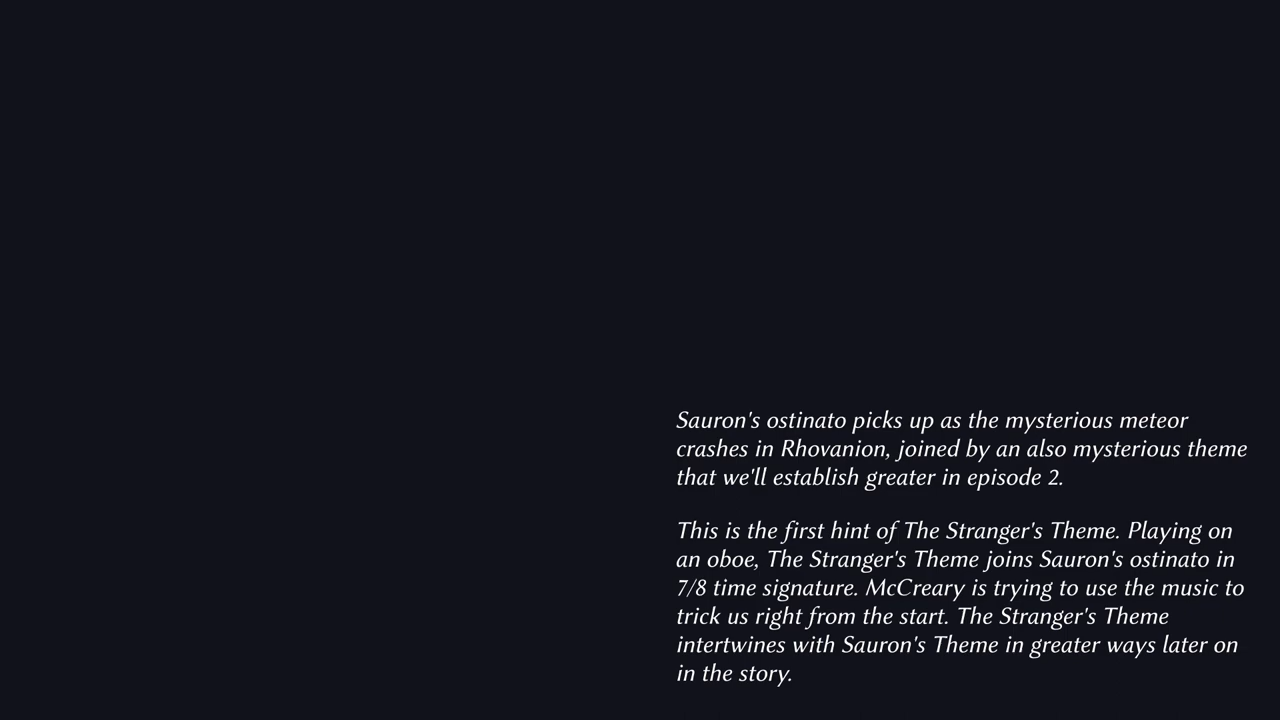 Sauron's ostinato picks up as the mysterious meteor
crashes in Rhovanion, joined by an also mysterious theme
that we'll establish greater in episode 2.
This is the first hint of The Stranger's Theme. Playing on
an oboe, The Stranger's Theme joins Sauron's ostinato in
7/8 time signature. McCreary is trying to use the music to
trick us right from the start. The Stranger's Theme
intertwines with Sauron's Theme in greater ways later on
in the story.